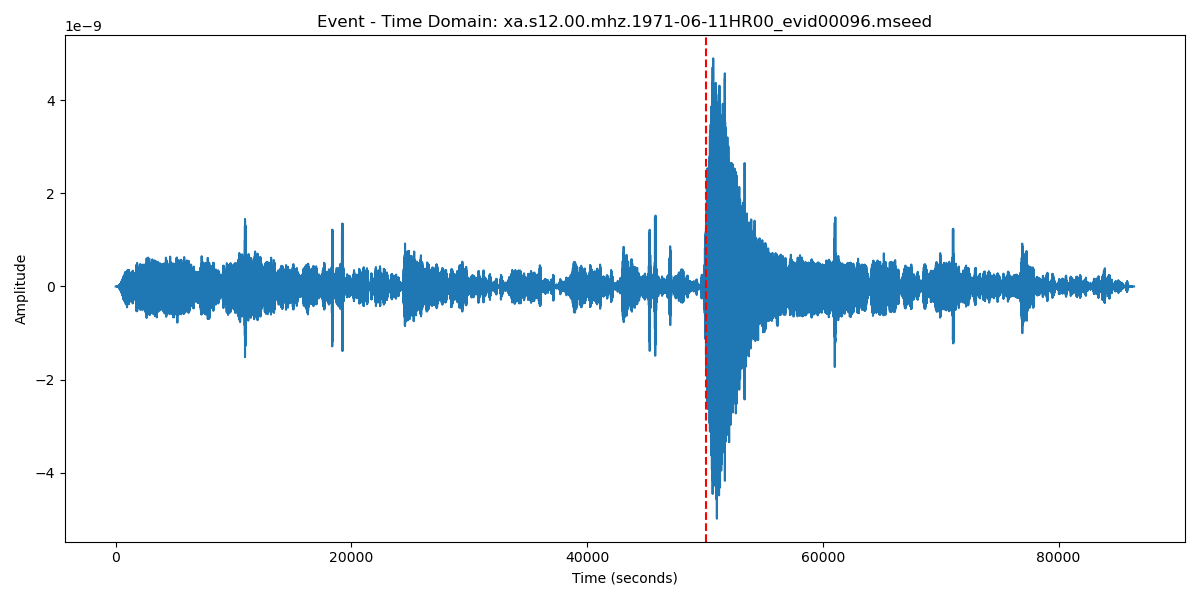 Event - Time Domain: xa.s12.00.mhz.1971-06-11HR00_evid00096.mseed
1e−9
4
2
0
−2
−4
Amplitude
0 20000 40000 60000 80000
Time (seconds)